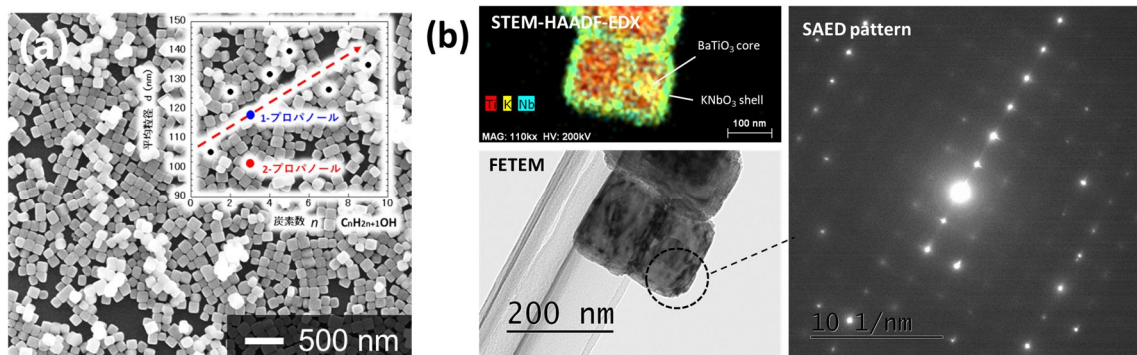 (a)
150
140
130
120
110
100
90
平均粒径 d (nm)
1-プロパノール
2-プロパノール
0 2 4 6 8 10
炭素数 n CnH2n+1OH
500 nm
(b)
STEM-HAADF-EDX
BaTiO3 core
KNbO3 shell
Ti K Nb
100 nm
MAG: 110kx HV: 200kV
FETEM
200 nm
SAED pattern
10 1/nm